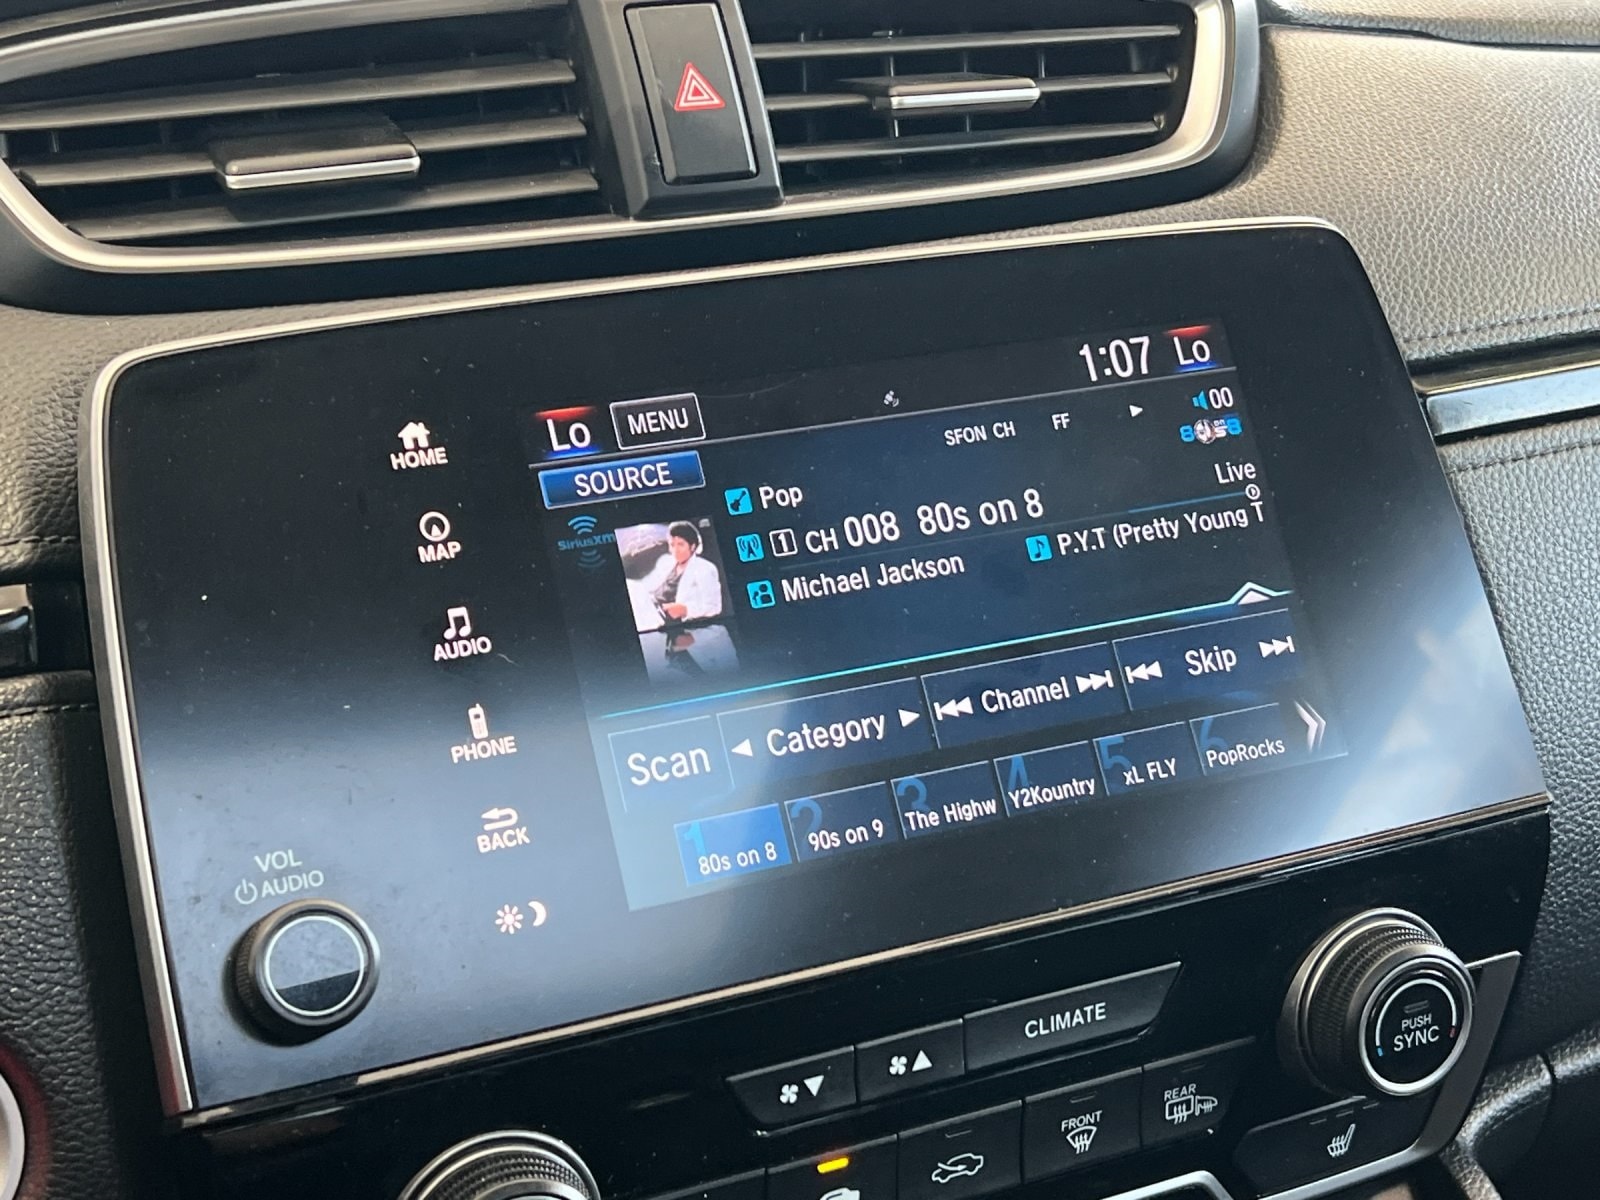 1:07 Lo
Lo MENU
SFON CH FF 00
SOURCE
HOME
Live
Pop
SiriusXM
1 CH 008 80s on 8
P.Y.T (Pretty Young T
Michael Jackson
MAP
AUDIO
Scan Category Channel Skip
PHONE
1 80s on 8
2 90s on 9
3 The Highw
4 Y2Kountry
5 xL FLY
6 PopRocks
BACK
VOL
AUDIO
CLIMATE
PUSH
SYNC
FRONT
REAR